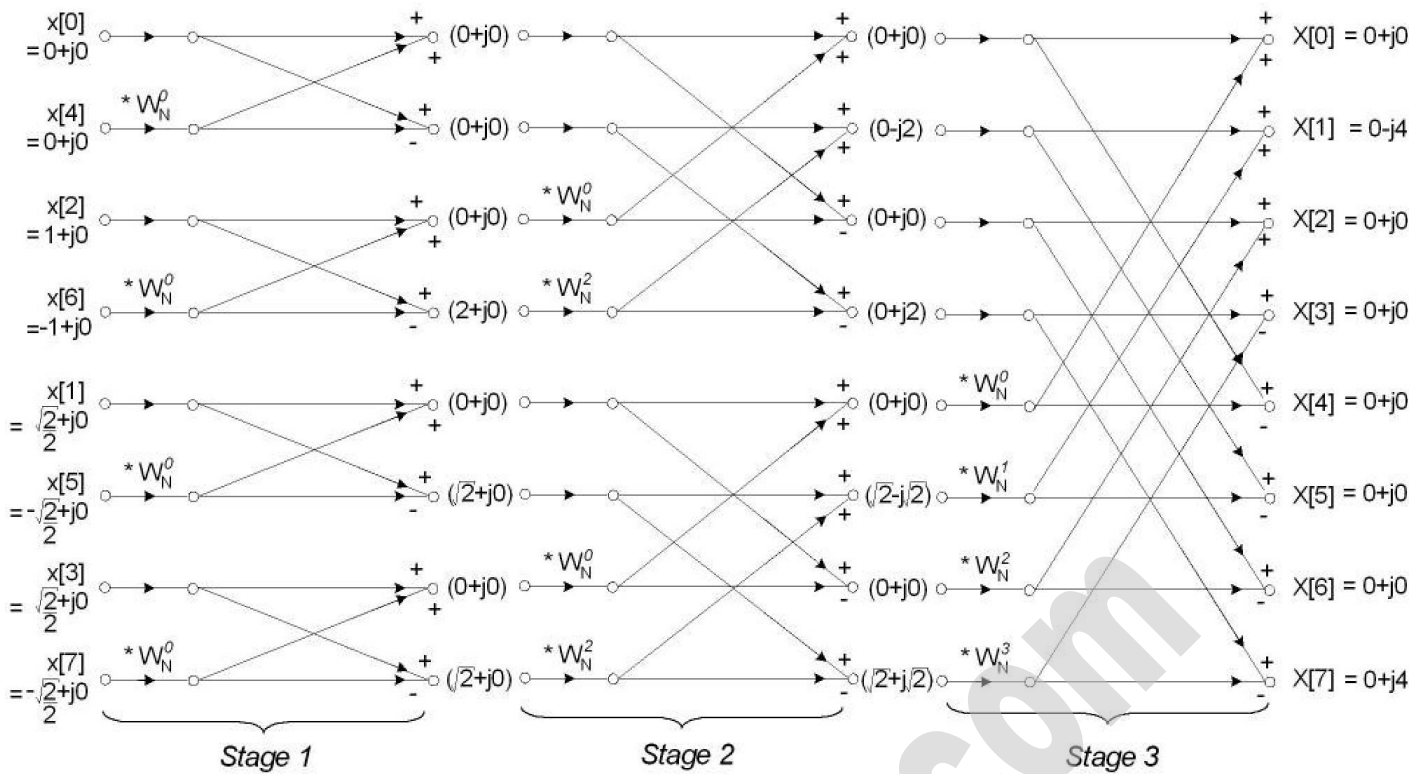 x[0] = 0+j0 + + (0+j0) + + (0+j0) + + X[0] = 0+j0
x[4] = 0+j0 * W_N^0 + - (0+j0) + + (0-j2) + + X[1] = 0-j4
x[2] = 1+j0 + + (0+j0) * W_N^0 + - (0+j0) + + X[2] = 0+j0
x[6] = -1+j0 * W_N^0 + - (2+j0) * W_N^2 + - (0+j2) + - X[3] = 0+j0
x[1] = √2/2+j0 + + (0+j0) + + (0+j0) * W_N^0 + - X[4] = 0+j0
x[5] = -√2/2+j0 * W_N^0 + - (√2+j0) + + (√2-j√2) * W_N^1 + - X[5] = 0+j0
x[3] = √2/2+j0 + + (0+j0) * W_N^0 + - (0+j0) * W_N^2 + - X[6] = 0+j0
x[7] = -√2/2+j0 * W_N^0 + - (√2+j0) * W_N^2 + - (√2+j√2) * W_N^3 + - X[7] = 0+j4
Stage 1 Stage 2 Stage 3
com